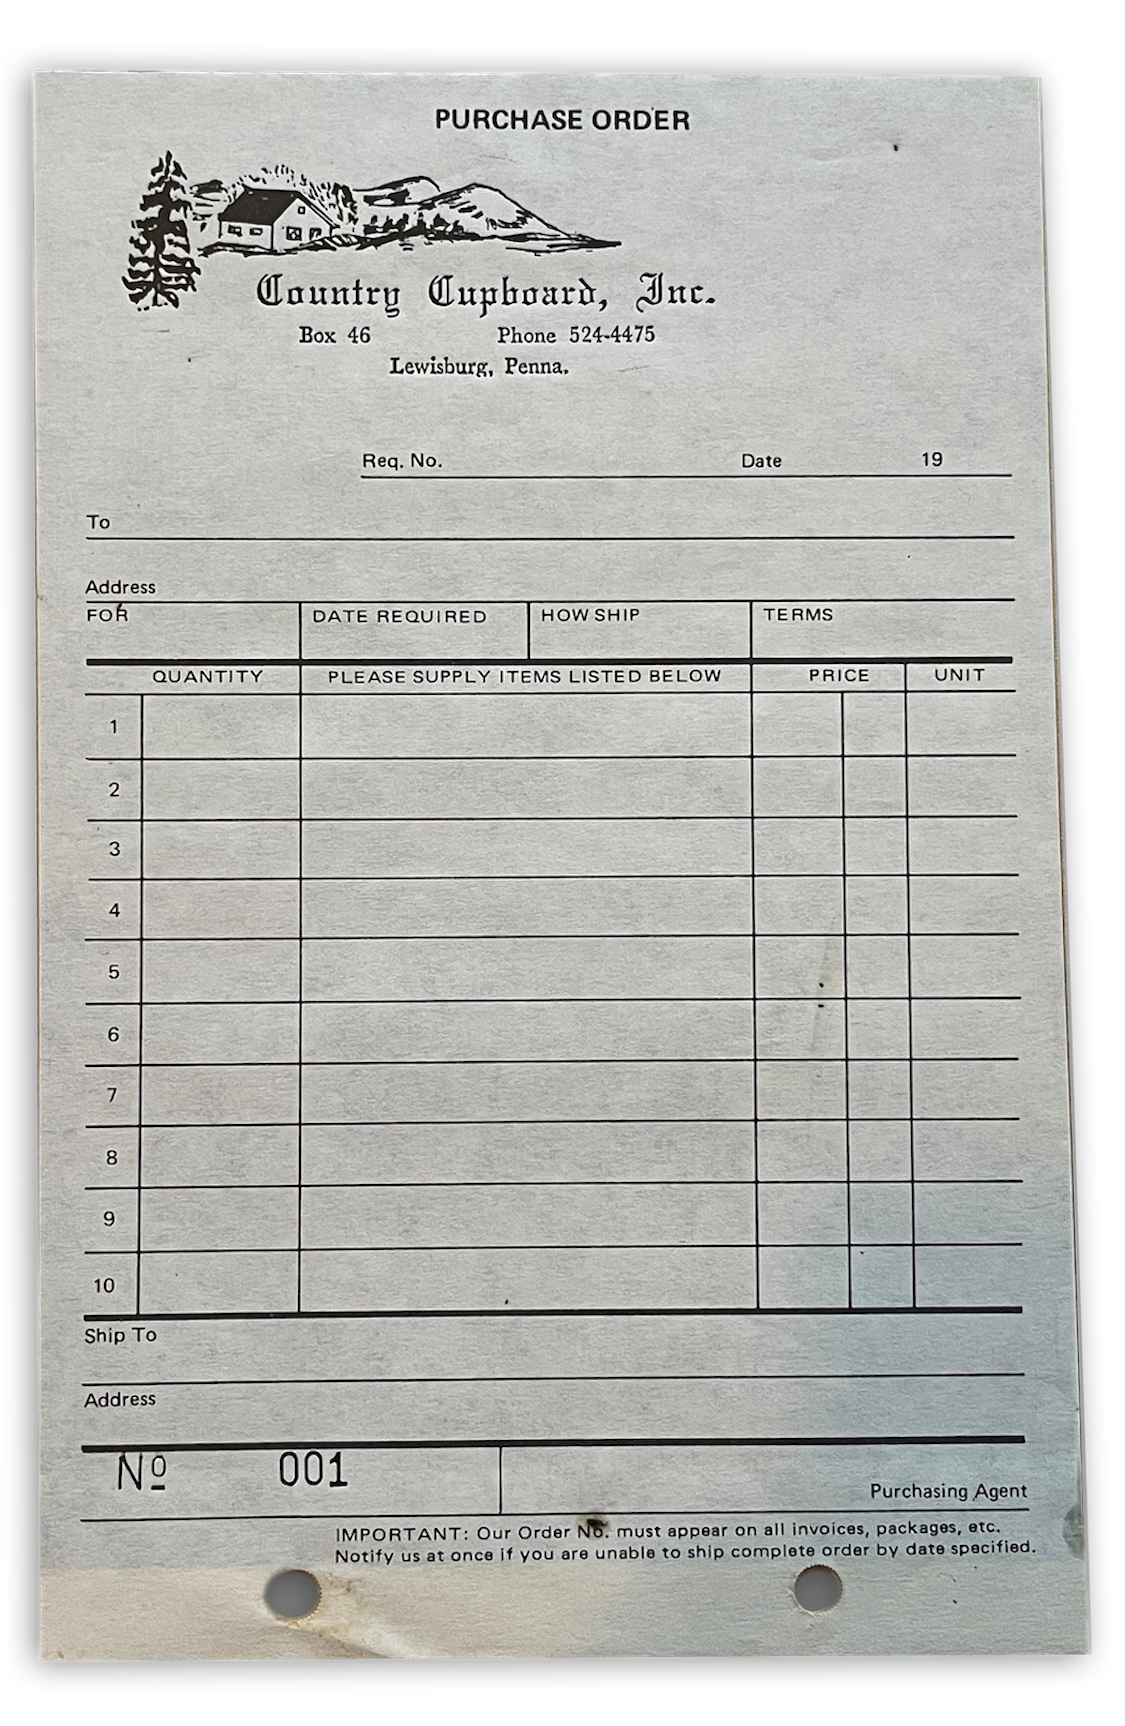 PURCHASE ORDER
Country Cupboard, Inc.
Box 46 Phone 524-4475
Lewisburg, Penna.
Req. No. Date 19
To
Address
FOR DATE REQUIRED HOW SHIP TERMS
QUANTITY PLEASE SUPPLY ITEMS LISTED BELOW PRICE UNIT
1
2
3
4
5
6
7
8
9
10
Ship To
Address
Nº 001
Purchasing Agent
IMPORTANT: Our Order No. must appear on all invoices, packages, etc.
Notify us at once if you are unable to ship complete order by date specified.